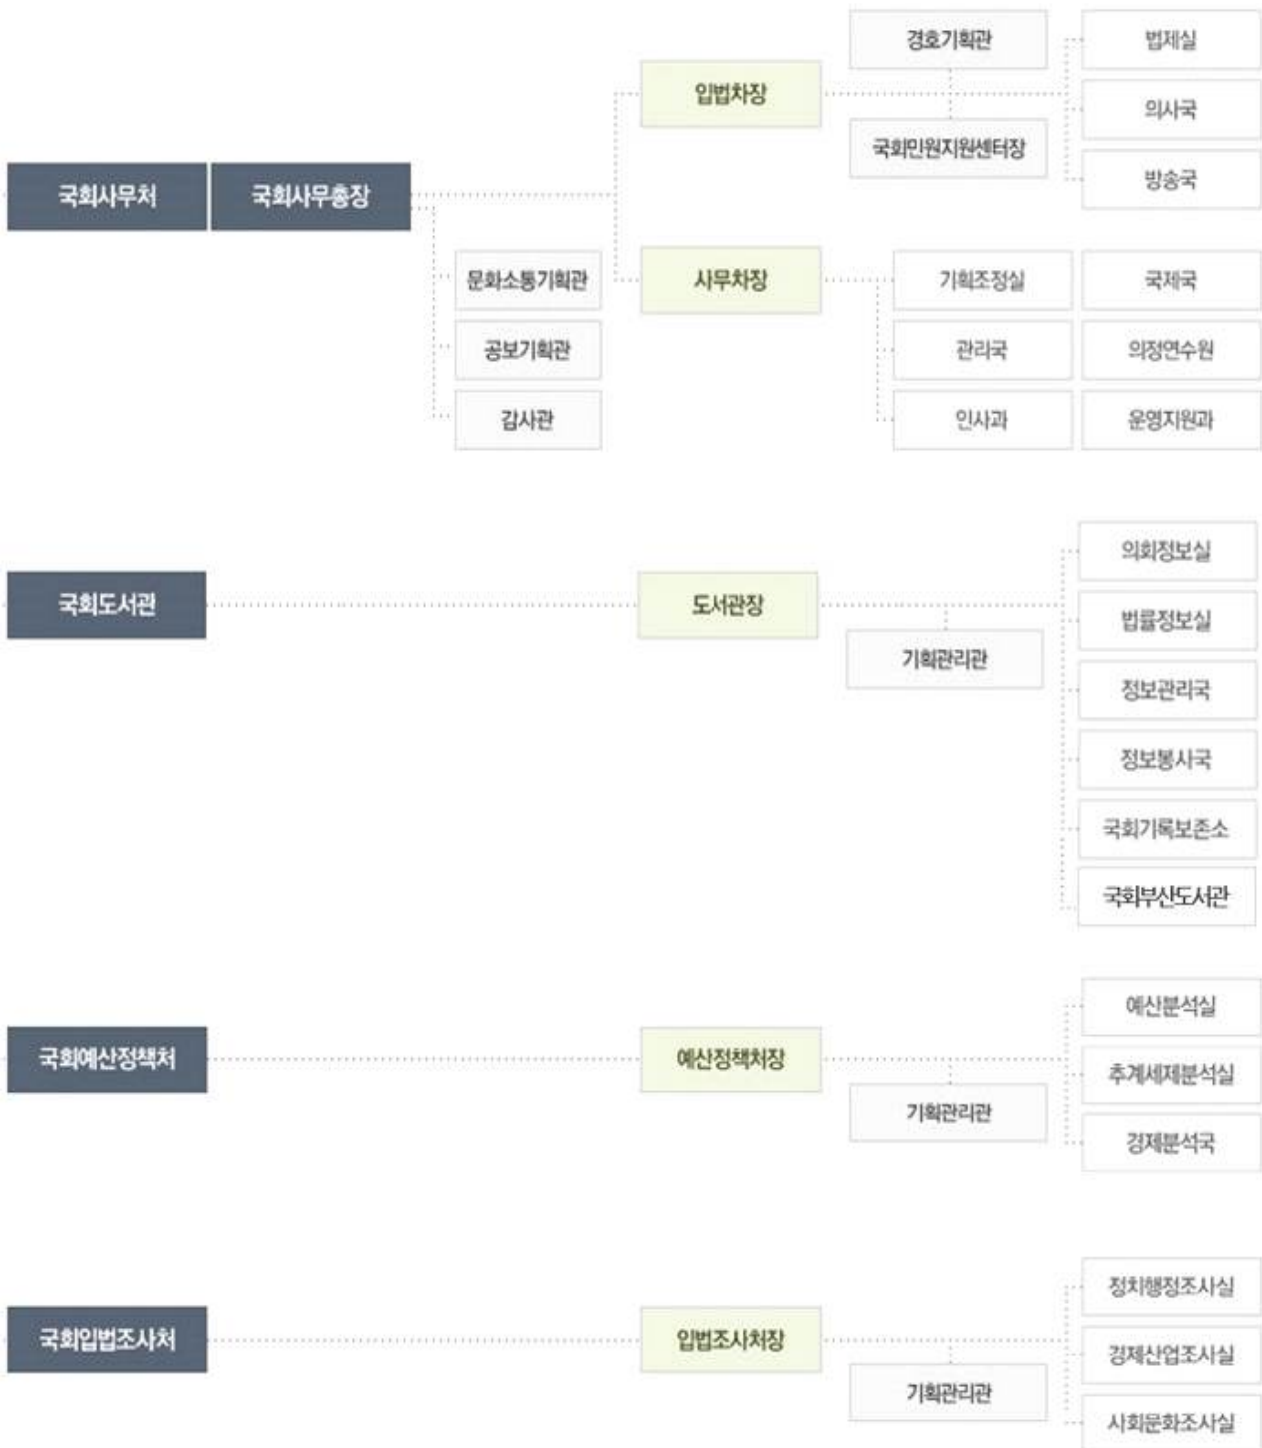 경호기획관
법제실
입법차장
의사국
국회민원지원센터장
방송국
국회사무처
국회사무총장
문화소통기획관
사무차장
기획조정실
국제국
공보기획관
관리국
의정연수원
감사관
인사과
운영지원과
의회정보실
국회도서관
도서관장
법률정보실
기획관리관
정보관리국
정보봉사국
국회기록보존소
국회부산도서관
예산분석실
국회예산정책처
예산정책처장
추계세제분석실
기획관리관
경제분석국
정치행정조사실
국회입법조사처
입법조사처장
경제산업조사실
기획관리관
사회문화조사실